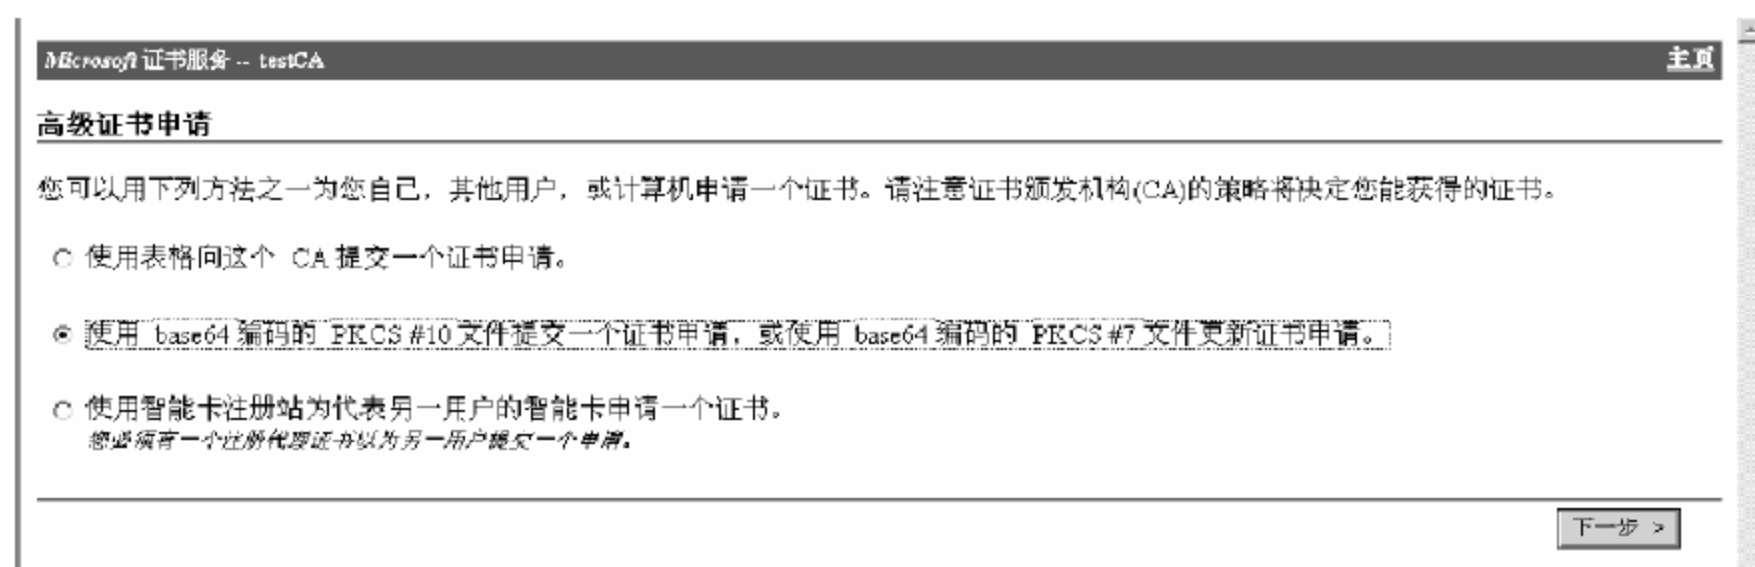 Microsoft 证书服务 -- testCA
主页
高级证书申请
您可以用下列方法之一为您自己，其他用户，或计算机申请一个证书。请注意证书颁发机构(CA)的策略将决定您能获得的证书。
使用表格向这个 CA 提交一个证书申请。
使用 base64 编码的 PKCS #10 文件提交一个证书申请，或使用 base64 编码的 PKCS #7 文件更新证书申请。
使用智能卡注册站为代表另一用户的智能卡申请一个证书。
您必须有一个注册代理证书以为另一用户提交一个申请。
下一步 >